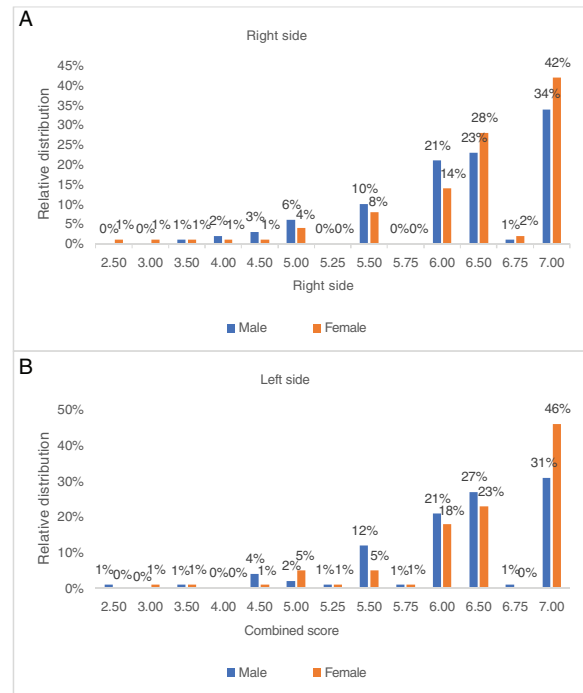 A
Right side
Relative distribution
45%
40%
35%
30%
25%
20%
15%
10%
5%
0%
0% 1% 0% 1% 1% 1% 2% 1% 3% 1% 6% 4% 0% 0% 10% 8% 0% 0% 21% 14% 23% 28% 1% 2% 34% 42%
2.50 3.00 3.50 4.00 4.50 5.00 5.25 5.50 5.75 6.00 6.50 6.75 7.00
Right side
Male Female
B
Left side
Relative distribution
50%
40%
30%
20%
10%
0%
1% 0% 0% 1% 1% 1% 0% 0% 4% 1% 2% 5% 1% 1% 12% 5% 1% 1% 21% 18% 27% 23% 1% 0% 31% 46%
2.50 3.00 3.50 4.00 4.50 5.00 5.25 5.50 5.75 6.00 6.50 6.75 7.00
Combined score
Male Female